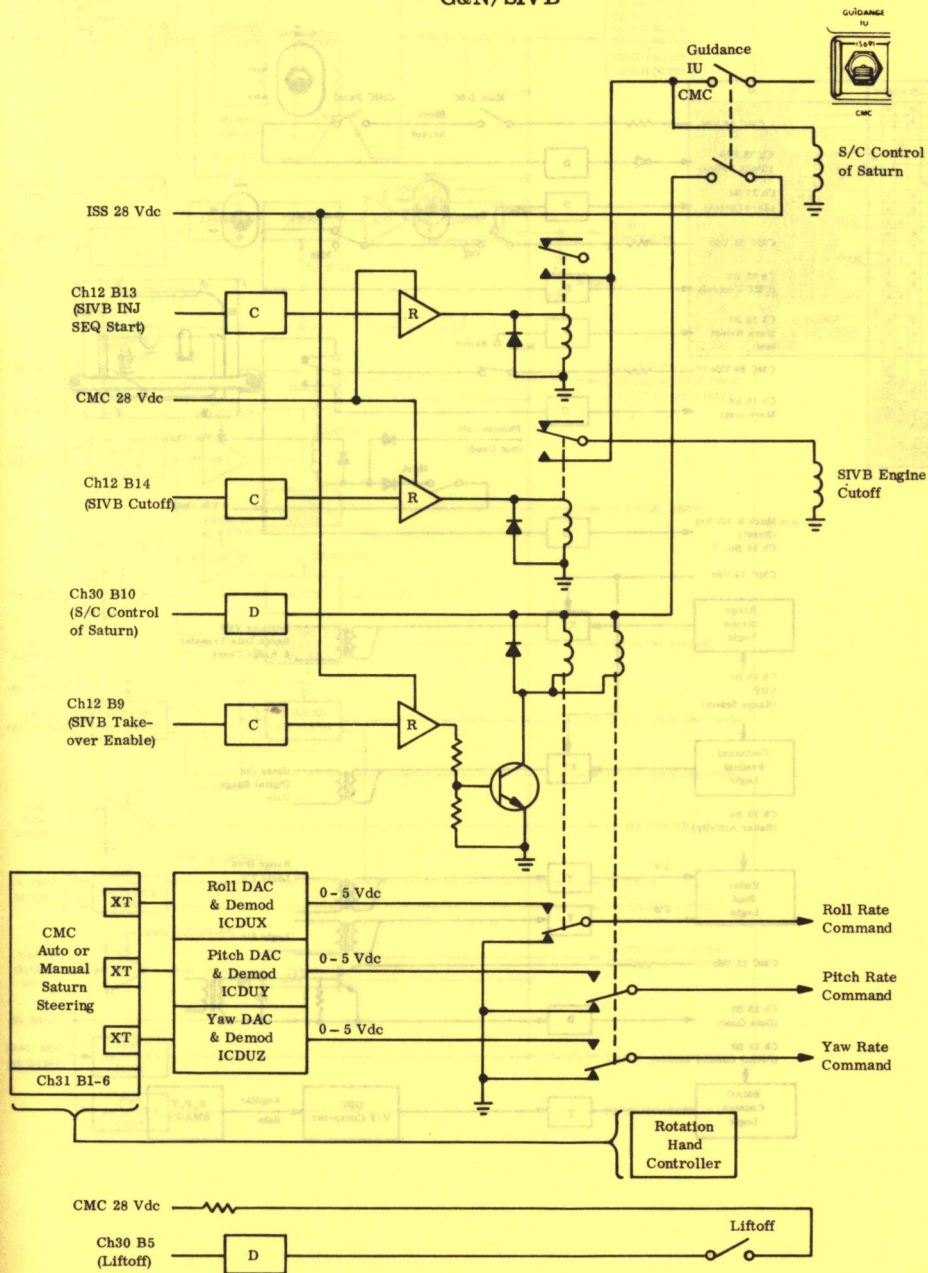 G&N/SIVB
GUIDANCE
IU
CMC
Guidance
IU
CMC
S/C Control
of Saturn
ISS 28 Vdc
Ch12 B13
(SIVB INJ
SEQ Start)
C
R
CMC 28 Vdc
Ch12 B14
(SIVB Cutoff)
C
R
SIVB Engine
Cutoff
Ch30 B10
(S/C Control
of Saturn)
D
Ch12 B9
(SIVB Take-
over Enable)
C
R
CMC
Auto or
Manual
Saturn
Steering
XT
XT
XT
Ch31 B1-6
Roll DAC
& Demod
ICDUX
Pitch DAC
& Demod
ICDUY
Yaw DAC
& Demod
ICDUZ
0-5 Vdc
0-5 Vdc
0-5 Vdc
Roll Rate
Command
Pitch Rate
Command
Yaw Rate
Command
Rotation
Hand
Controller
CMC 28 Vdc
Ch30 B5
(Liftoff)
D
Liftoff